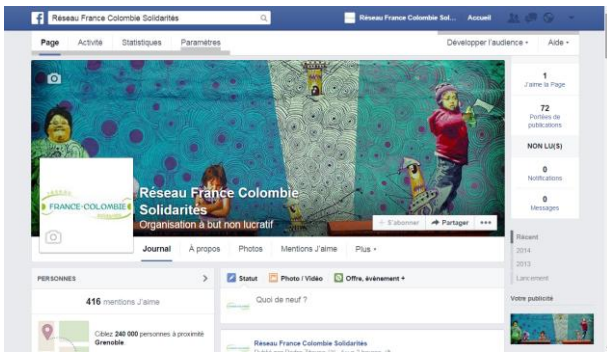 Réseau France Colombie Solidarités
Réseau France Colombie Sol... Accueil
Page Activité Statistiques Paramètres Développer l'audience Aide
1
J'aime la Page
72
Portées de
publications
NON LU(S)
0
Notifications
0
Messages
FRANCE-COLOMBIE
Réseau France Colombie
Solidarités
Organisation à but non lucratif
+ S'abonner Partager
Journal À propos Photos Mentions J'aime Plus
Récent
2014
2013
Lancement
PERSONNES
416 mentions J'aime
Ciblez 240 000 personnes à proximité
Grenoble.
Statut Photo / Vidéo Offre, événement +
Quoi de neuf ?
Votre publicité
Réseau France Colombie Solidarités